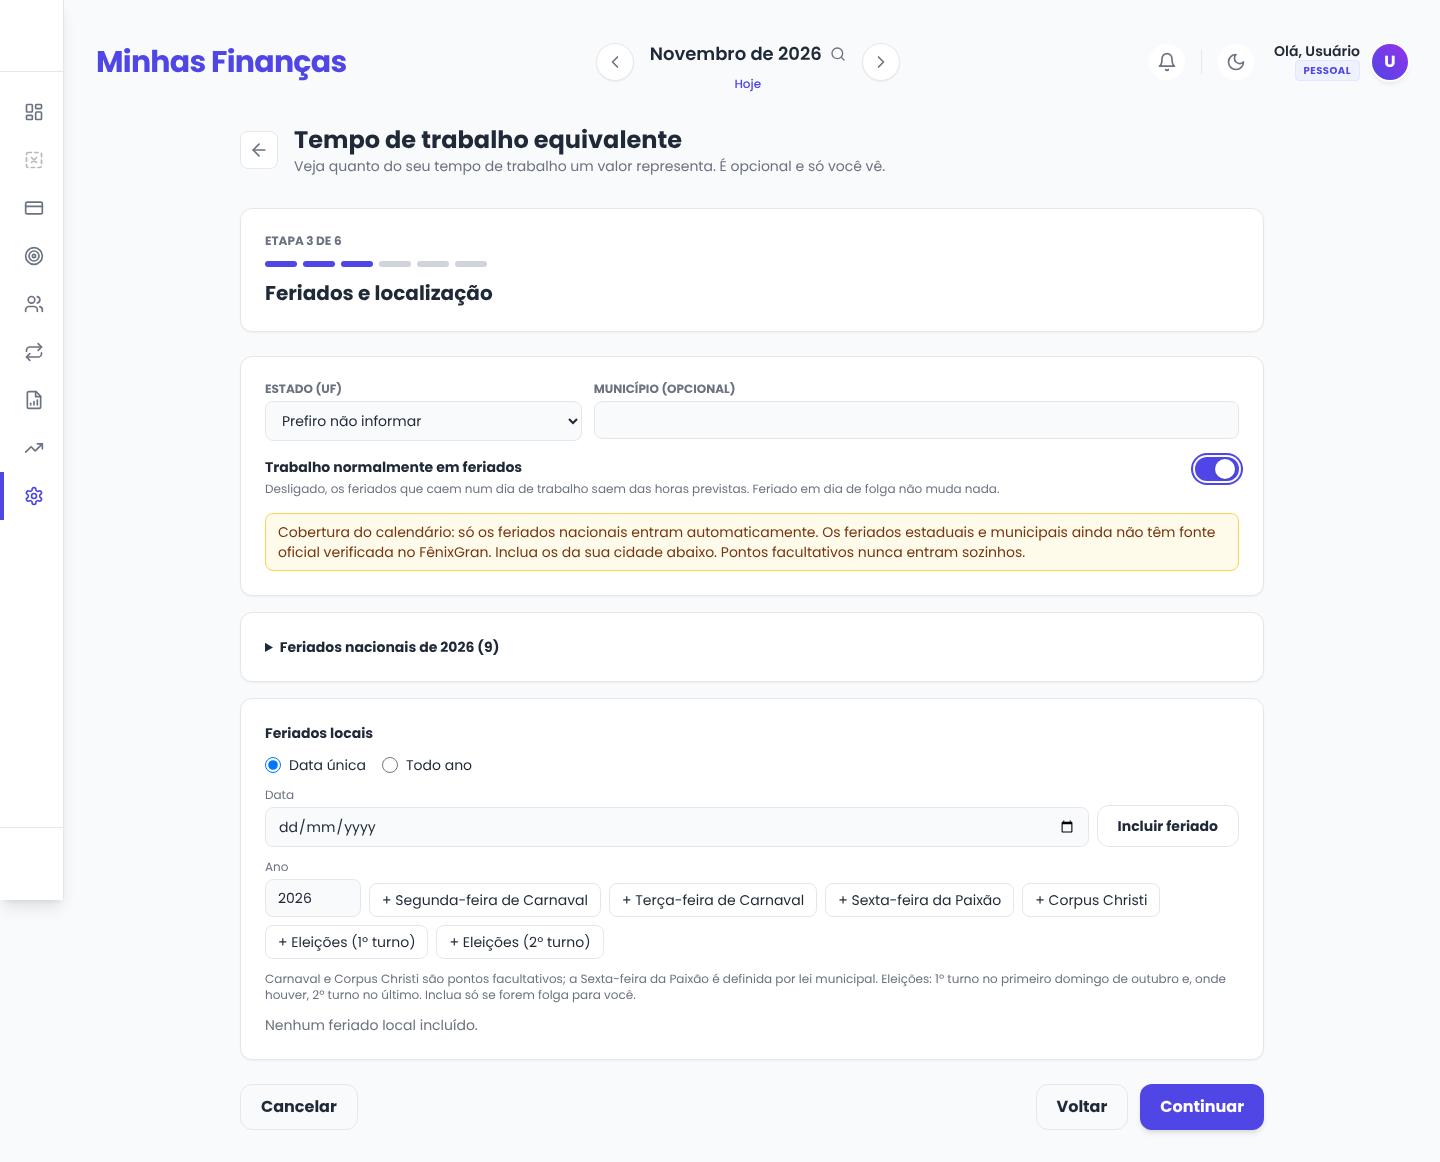 Minhas Finanças
Novembro de 2026
Hoje
Olá, Usuário
PESSOAL
U
Tempo de trabalho equivalente
Veja quanto do seu tempo de trabalho um valor representa. É opcional e só você vê.
ETAPA 3 DE 6
Feriados e localização
ESTADO (UF)
MUNICÍPIO (OPCIONAL)
Prefiro não informar
Trabalho normalmente em feriados
Desligado, os feriados que caem num dia de trabalho saem das horas previstas. Feriado em dia de folga não muda nada.
Cobertura do calendário: só os feriados nacionais entram automaticamente. Os feriados estaduais e municipais ainda não têm fonte
oficial verificada no FênixGran. Inclua os da sua cidade abaixo. Pontos facultativos nunca entram sozinhos.
Feriados nacionais de 2026 (9)
Feriados locais
Data única
Todo ano
Data
dd/mm/yyyy
Incluir feriado
Ano
2026
+ Segunda-feira de Carnaval
+ Terça-feira de Carnaval
+ Sexta-feira da Paixão
+ Corpus Christi
+ Eleições (1º turno)
+ Eleições (2º turno)
Carnaval e Corpus Christi são pontos facultativos; a Sexta-feira da Paixão é definida por lei municipal. Eleições: 1º turno no primeiro domingo de outubro e, onde
houver, 2º turno no último. Inclua só se forem folga para você.
Nenhum feriado local incluído.
Cancelar
Voltar
Continuar